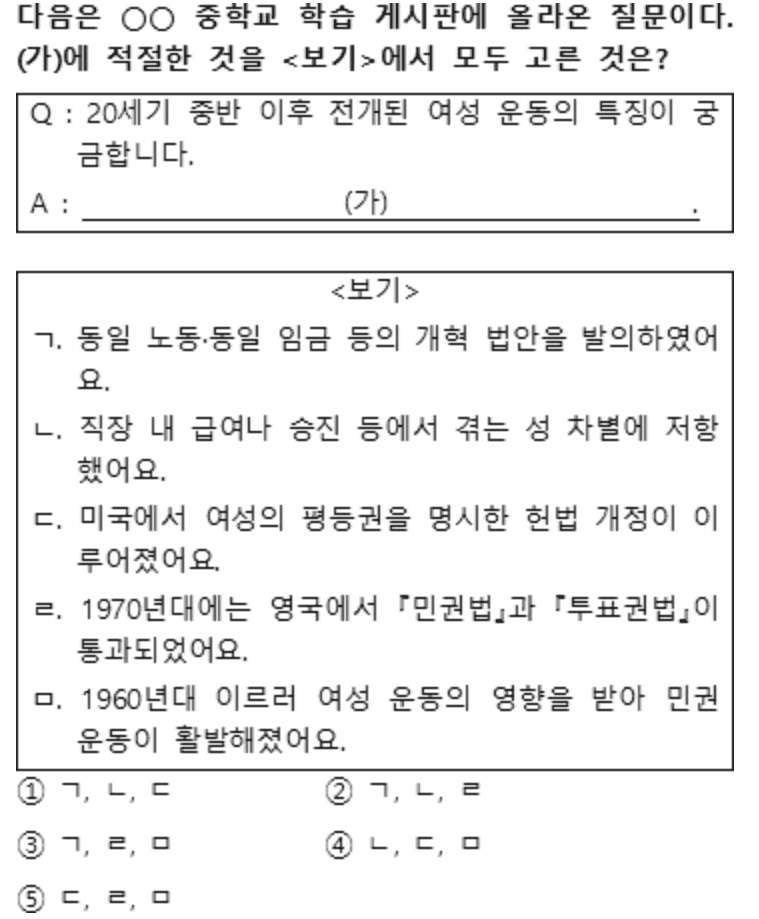 다음은 ○○ 중학교 학습 게시판에 올라온 질문이다.
(가)에 적절한 것을 <보기>에서 모두 고른 것은?
Q : 20세기 중반 이후 전개된 여성 운동의 특징이 궁
금합니다.
A : (가) .
<보기>
ㄱ. 동일 노동·동일 임금 등의 개혁 법안을 발의하였어
요.
ㄴ. 직장 내 급여나 승진 등에서 겪는 성 차별에 저항
했어요.
ㄷ. 미국에서 여성의 평등권을 명시한 헌법 개정이 이
루어졌어요.
ㄹ. 1970년대에는 영국에서 『민권법』과 『투표권법』이
통과되었어요.
ㅁ. 1960년대 이르러 여성 운동의 영향을 받아 민권
운동이 활발해졌어요.
① ㄱ, ㄴ, ㄷ ② ㄱ, ㄴ, ㄹ
③ ㄱ, ㄹ, ㅁ ④ ㄴ, ㄷ, ㅁ
⑤ ㄷ, ㄹ, ㅁ